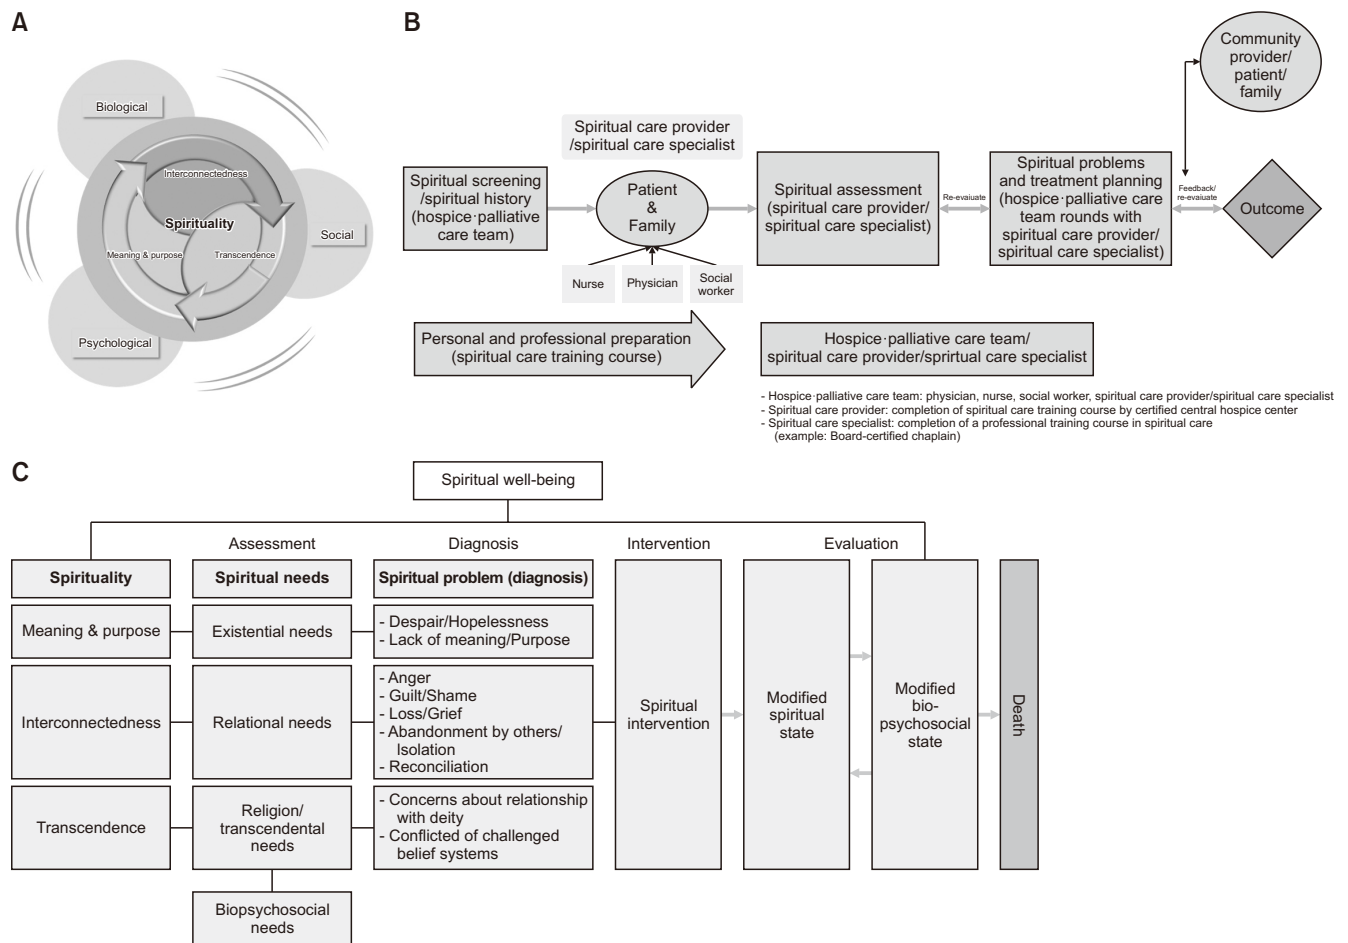 A
Biological
Interconnectedness
Spirituality
Social
Meaning & purpose
Transcendence
Psychological
B
Community
provider/
patient/
family
Spiritual care provider
/spiritual care specialist
Spiritual screening
/spiritual history
(hospice·palliative
care team)
Patient
&
Family
Spiritual assessment
(spiritual care provider/
spiritual care specialist)
Re-evaluate
Spiritual problems
and treatment planning
(hospice·palliative care
team rounds with
spiritual care provider/
spiritual care specialist)
Feedback/
re-evaluate
Outcome
Nurse
Physician
Social
worker
Personal and professional preparation
(spiritual care training course)
Hospice·palliative care team/
spiritual care provider/sprirtual care specialist
- Hospice·palliative care team: physician, nurse, social worker, spiritual care provider/spiritual care specialist
- Spiritual care provider: completion of spiritual care training course by certified central hospice center
- Spiritual care specialist: completion of a professional training course in spiritual care
(example: Board-certified chaplain)
C
Spiritual well-being
Assessment
Diagnosis
Intervention
Evaluation
Spirituality
Spiritual needs
Spiritual problem (diagnosis)
Meaning & purpose
Existential needs
- Despair/Hopelessness
- Lack of meaning/Purpose
Interconnectedness
Relational needs
- Anger
- Guilt/Shame
- Loss/Grief
- Abandonment by others/
Isolation
- Reconciliation
Transcendence
Religion/
transcendental
needs
- Concerns about relationship
with deity
- Conflicted of challenged
belief systems
Biopsychosocial
needs
Spiritual
intervention
Modified
spiritual
state
Modified
bio-
psychosocial
state
Death